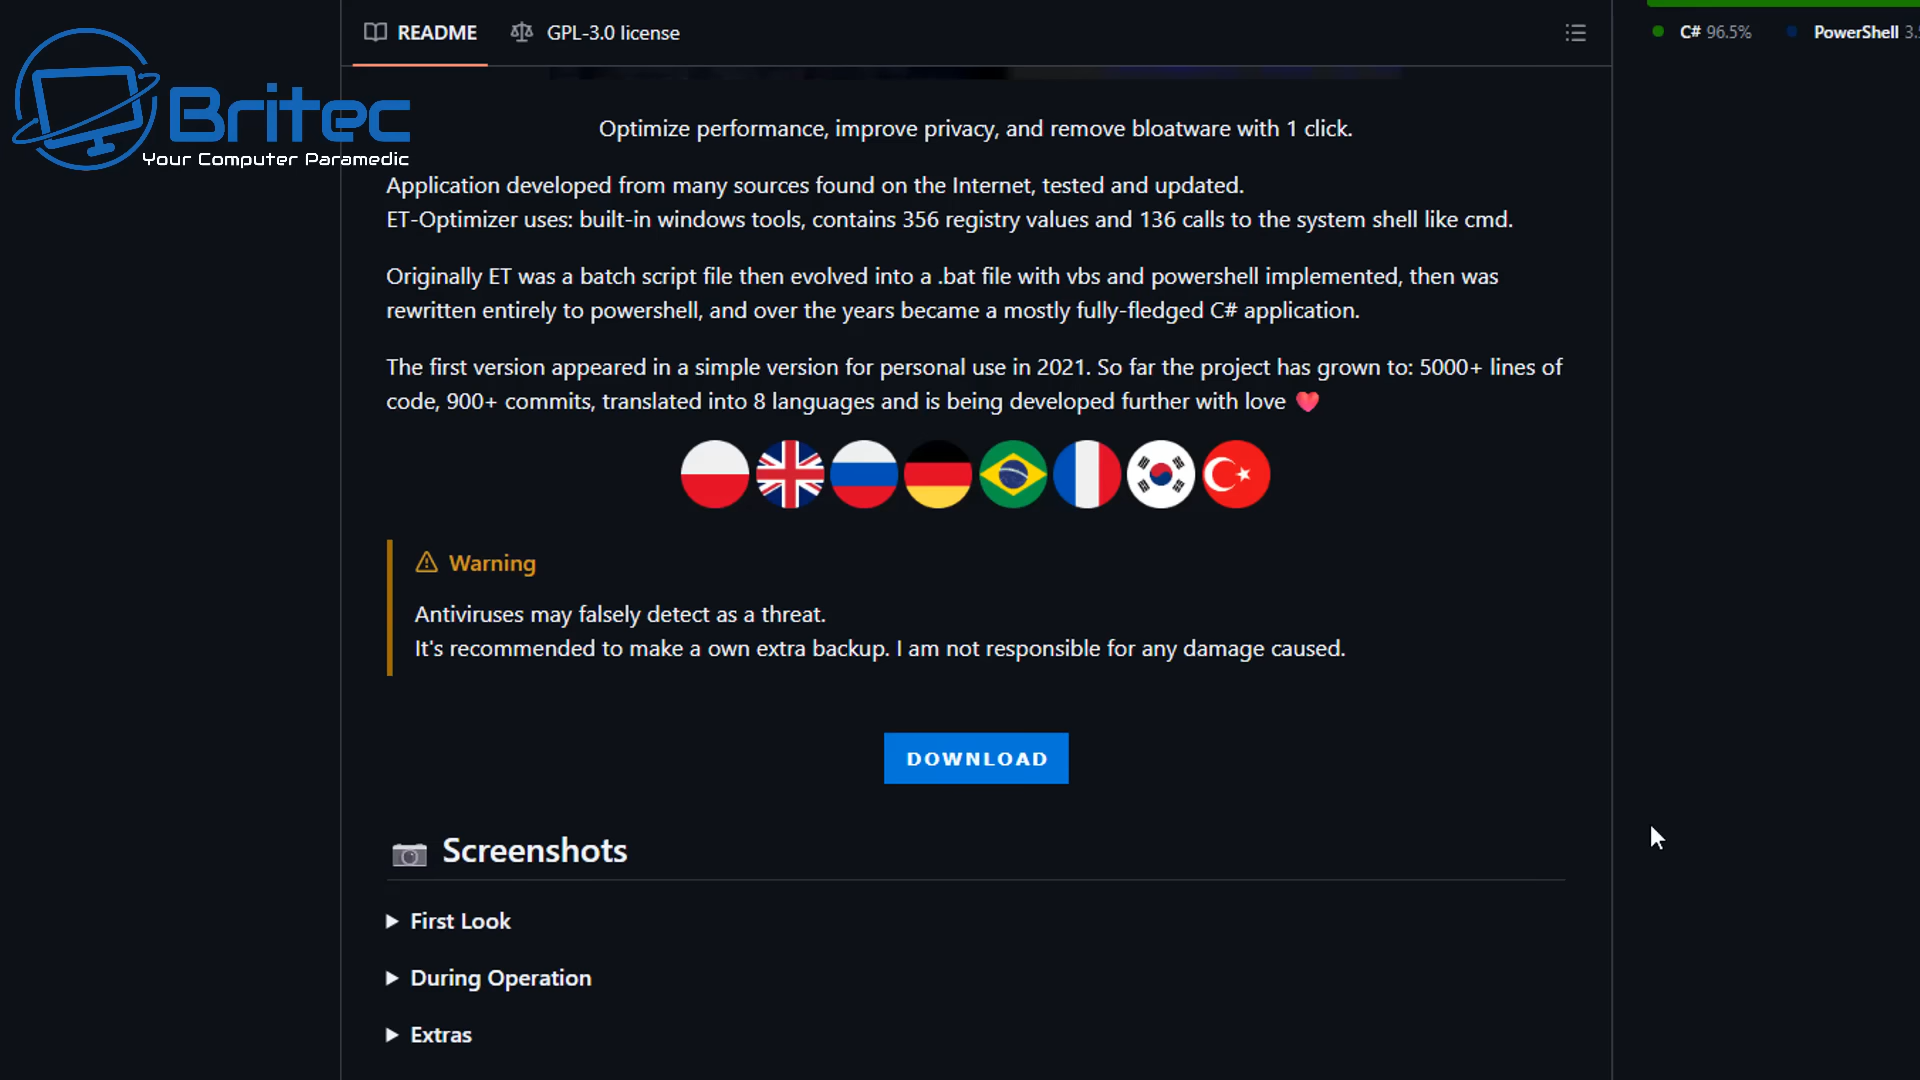 README
GPL-3.0 license
C# 96.5%
PowerShell 3.5
Britec
Your Computer Paramedic
Optimize performance, improve privacy, and remove bloatware with 1 click.
Application developed from many sources found on the Internet, tested and updated.
ET-Optimizer uses: built-in windows tools, contains 356 registry values and 136 calls to the system shell like cmd.
Originally ET was a batch script file then evolved into a .bat file with vbs and powershell implemented, then was
rewritten entirely to powershell, and over the years became a mostly fully-fledged C# application.
The first version appeared in a simple version for personal use in 2021. So far the project has grown to: 5000+ lines of
code, 900+ commits, translated into 8 languages and is being developed further with love
Warning
Antiviruses may falsely detect as a threat.
It's recommended to make a own extra backup. I am not responsible for any damage caused.
DOWNLOAD
Screenshots
First Look
During Operation
Extras